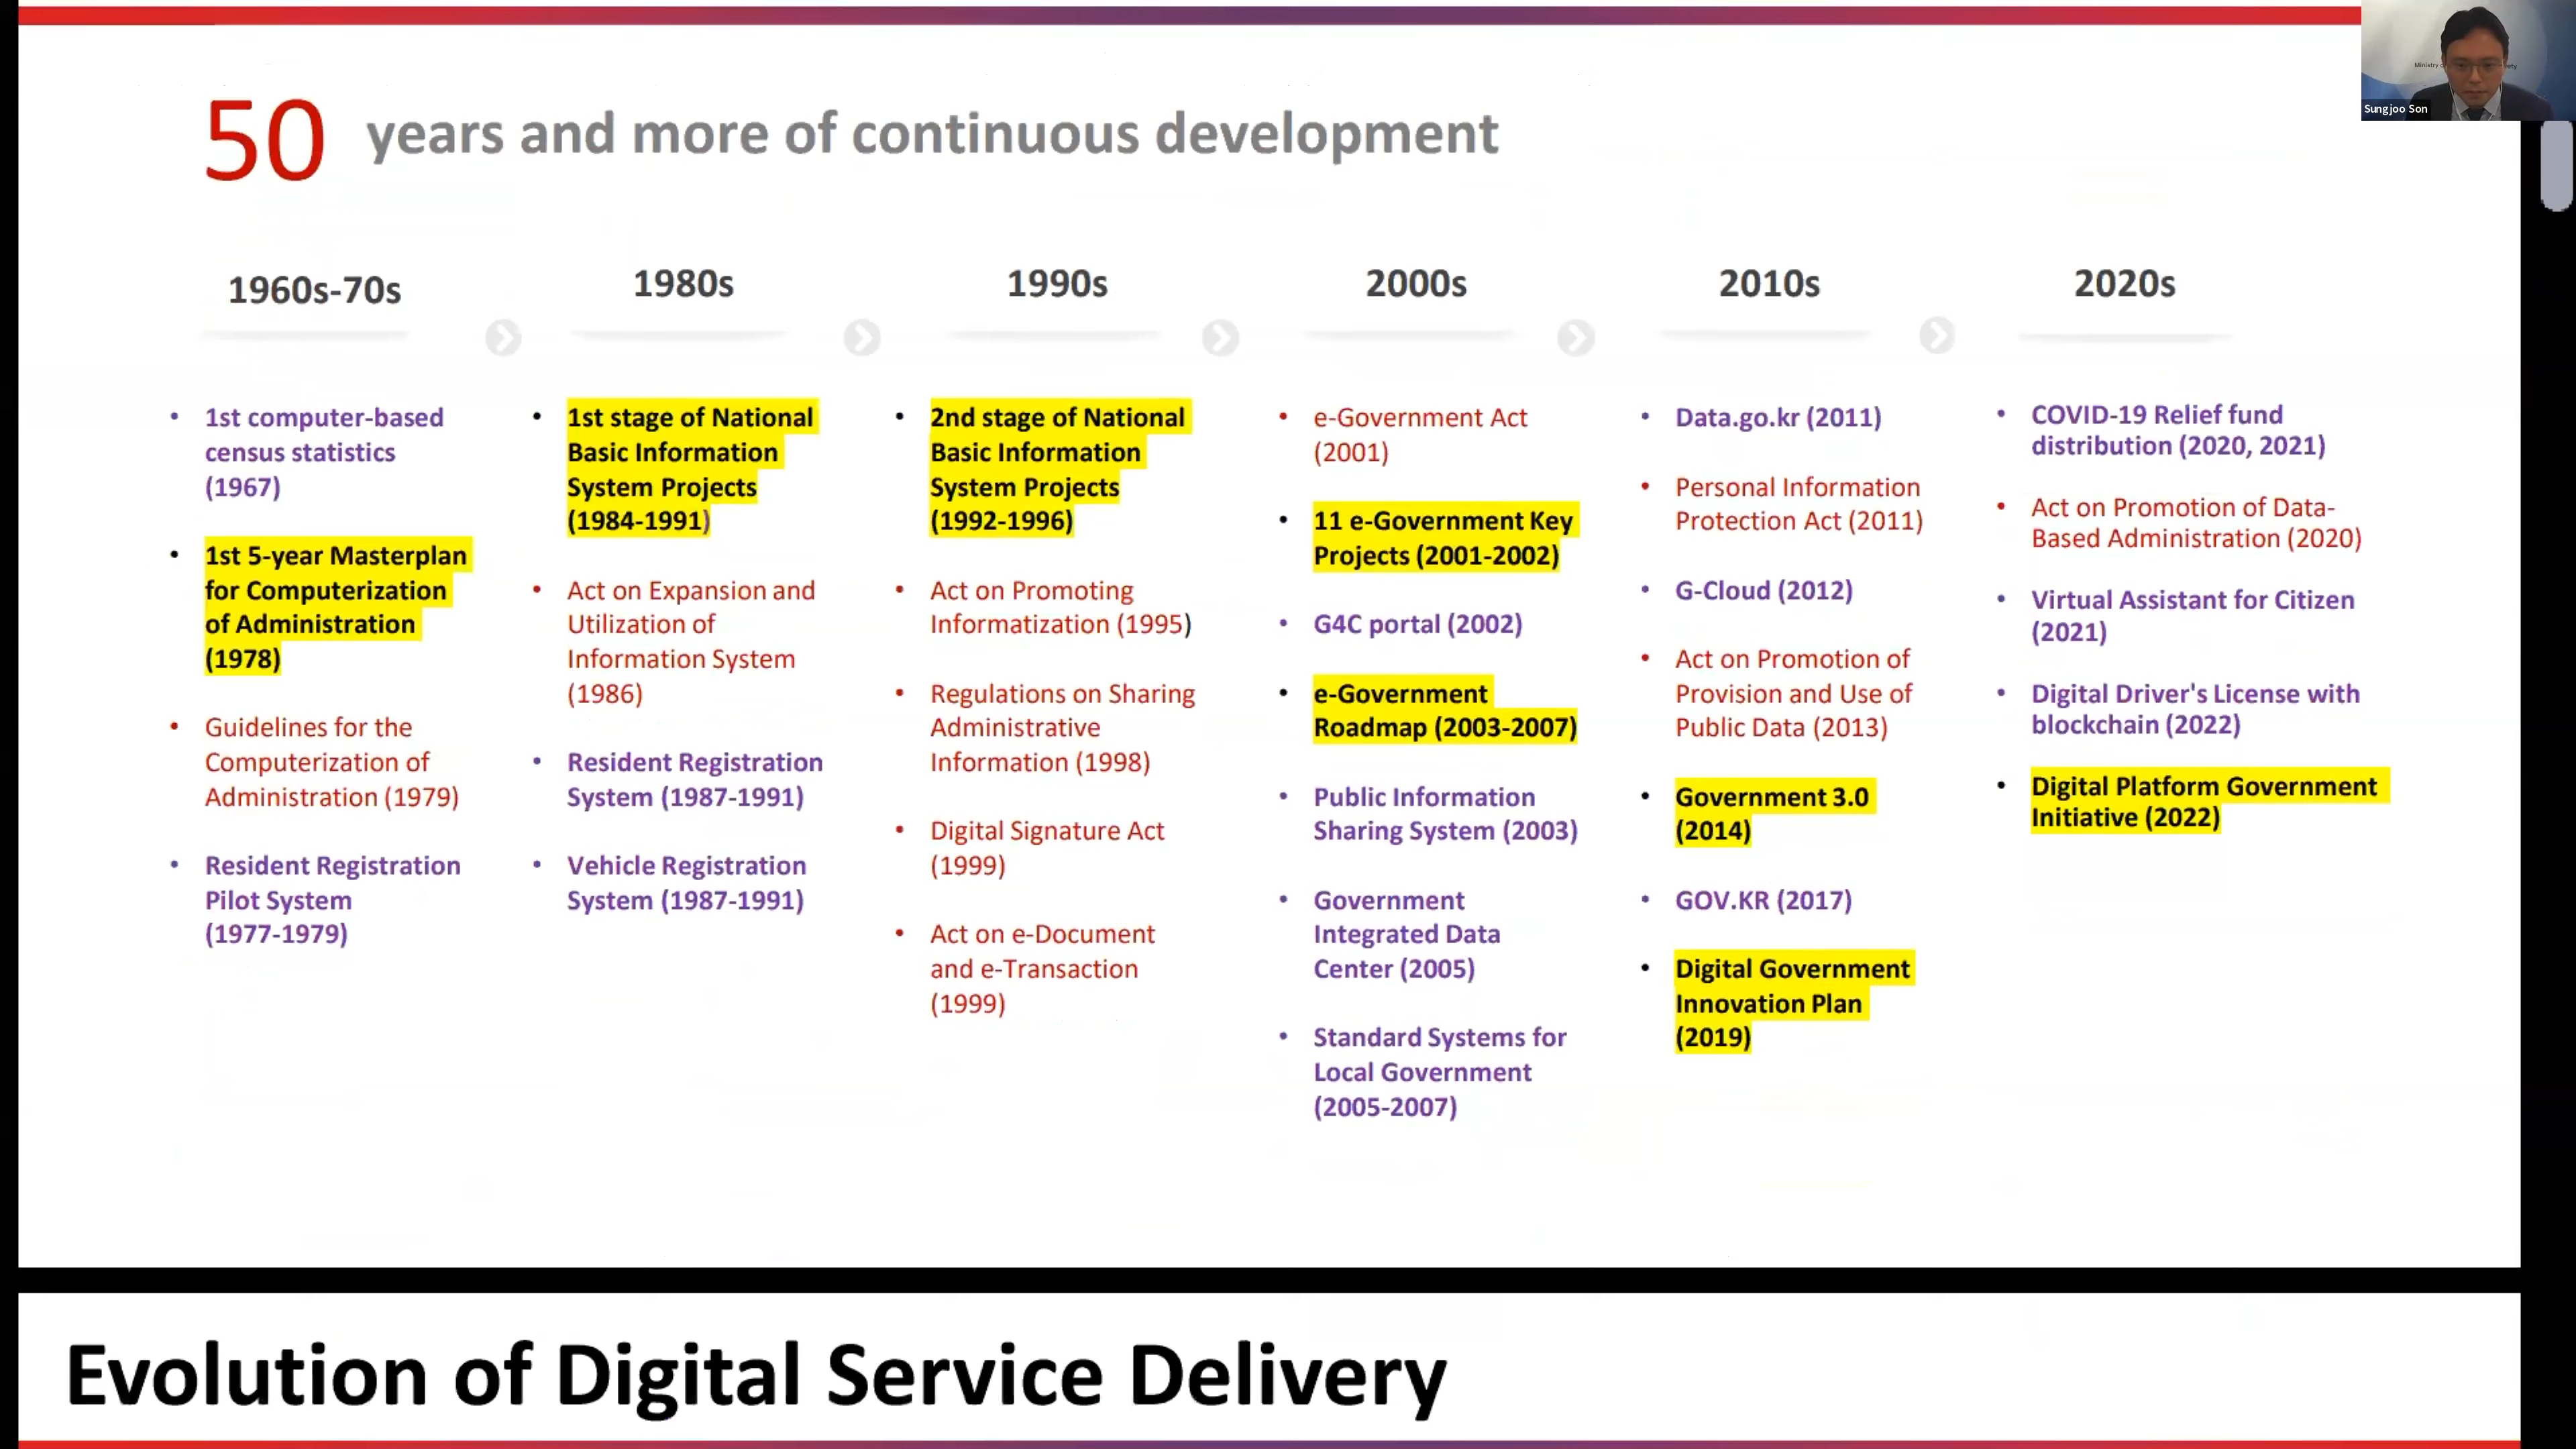 Ministry of
ety
Sungjoo Son
50 years and more of continuous development
1960s-70s
• 1st computer-based
census statistics
(1967)
• 1st 5-year Masterplan
for Computerization
of Administration
(1978)
• Guidelines for the
Computerization of
Administration (1979)
• Resident Registration
Pilot System
(1977-1979)
1980s
• 1st stage of National
Basic Information
System Projects
(1984-1991)
• Act on Expansion and
Utilization of
Information System
(1986)
• Resident Registration
System (1987-1991)
• Vehicle Registration
System (1987-1991)
1990s
• 2nd stage of National
Basic Information
System Projects
(1992-1996)
• Act on Promoting
Informatization (1995)
• Regulations on Sharing
Administrative
Information (1998)
• Digital Signature Act
(1999)
• Act on e-Document
and e-Transaction
(1999)
2000s
• e-Government Act
(2001)
• 11 e-Government Key
Projects (2001-2002)
• G4C portal (2002)
• e-Government
Roadmap (2003-2007)
• Public Information
Sharing System (2003)
• Government
Integrated Data
Center (2005)
• Standard Systems for
Local Government
(2005-2007)
2010s
• Data.go.kr (2011)
• Personal Information
Protection Act (2011)
• G-Cloud (2012)
• Act on Promotion of
Provision and Use of
Public Data (2013)
• Government 3.0
(2014)
• GOV.KR (2017)
• Digital Government
Innovation Plan
(2019)
2020s
• COVID-19 Relief fund
distribution (2020, 2021)
• Act on Promotion of Data-
Based Administration (2020)
• Virtual Assistant for Citizen
(2021)
• Digital Driver's License with
blockchain (2022)
• Digital Platform Government
Initiative (2022)
Evolution of Digital Service Delivery